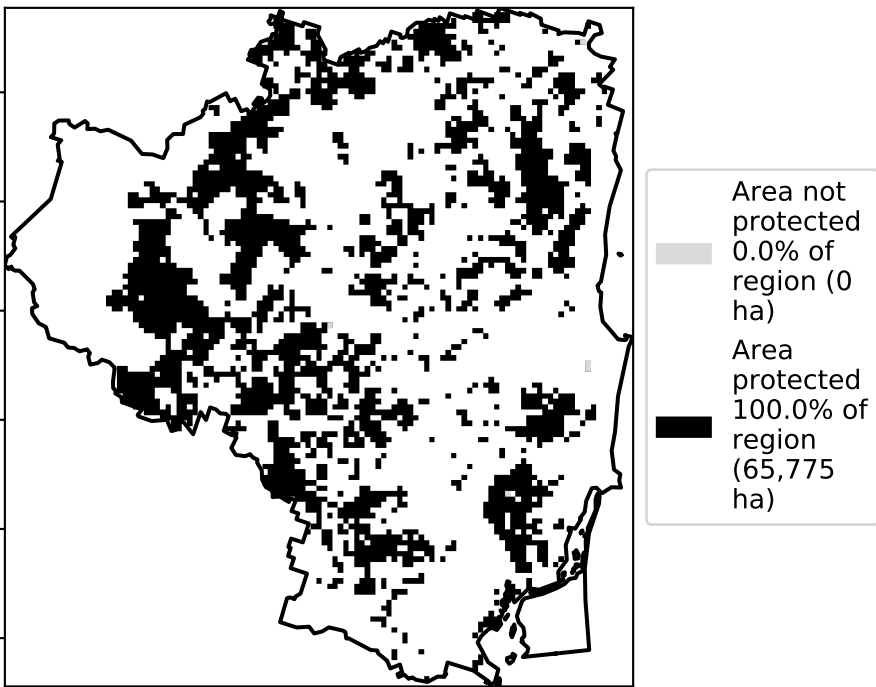 Area not
protected
0.0% of
region (0
ha)
Area
protected
100.0% of
region
(65,775
ha)